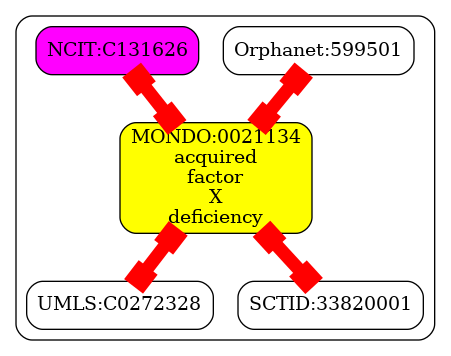 NCIT:C131626
Orphanet:599501
MONDO:0021134
acquired
factor
X
deficiency
UMLS:C0272328
SCTID:33820001